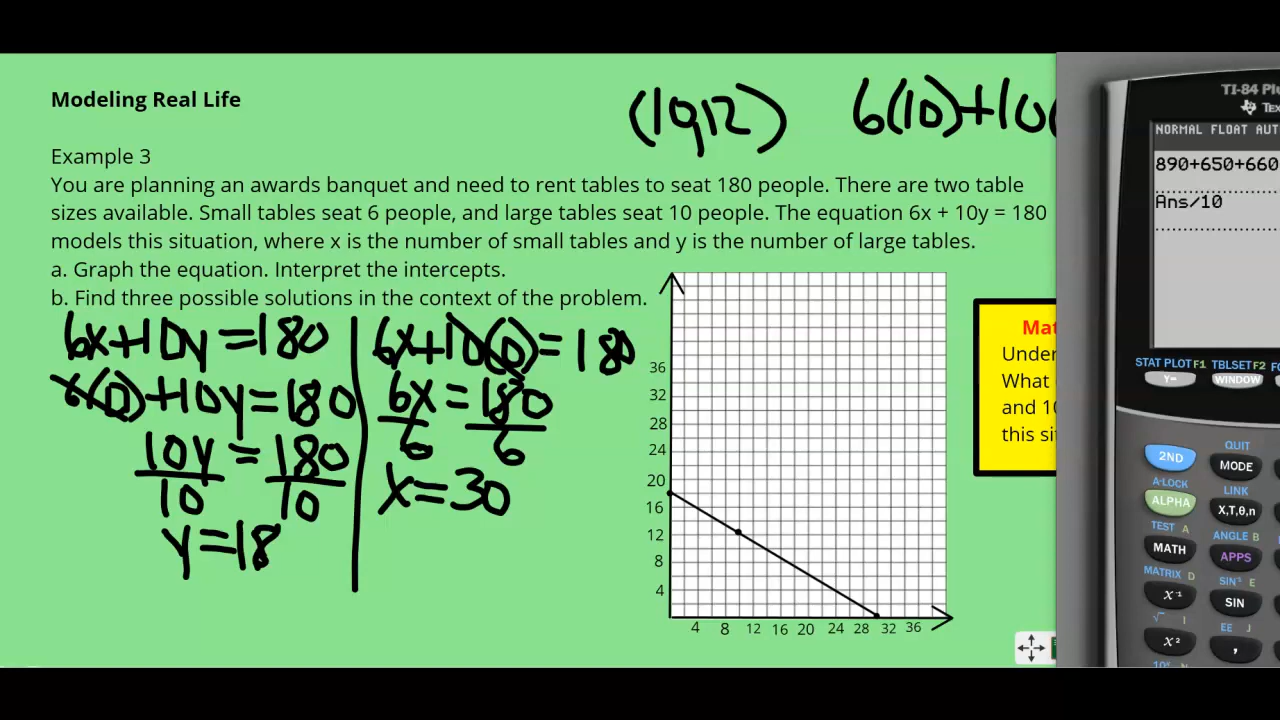 Modeling Real Life
(10,12) 6(10)+10(
Example 3
You are planning an awards banquet and need to rent tables to seat 180 people. There are two table
sizes available. Small tables seat 6 people, and large tables seat 10 people. The equation 6x + 10y = 180
models this situation, where x is the number of small tables and y is the number of large tables.
a. Graph the equation. Interpret the intercepts.
b. Find three possible solutions in the context of the problem.
6x+10y=180
x(0)+10y=180
10y=180
10 10
y=18
6x+10(0)=180
6x=180
6 6
x=30
36
32
28
24
20
16
12
8
4
4 8 12 16 20 24 28 32 36
Mat
Under
What
and 10
this si
TI-84 Plu
TEX
NORMAL FLOAT AUT
890+650+660
Ans/10
STAT PLOT F1 TBLSET F2 FO
Y= WINDOW
QUIT
2ND MODE
A-LOCK LINK
ALPHA X,T,θ,n
TEST A ANGLE B
MATH APPS
MATRIX D SIN⁻¹ E
x⁻¹ SIN
√ I EE J
x² ,
10ˣ N